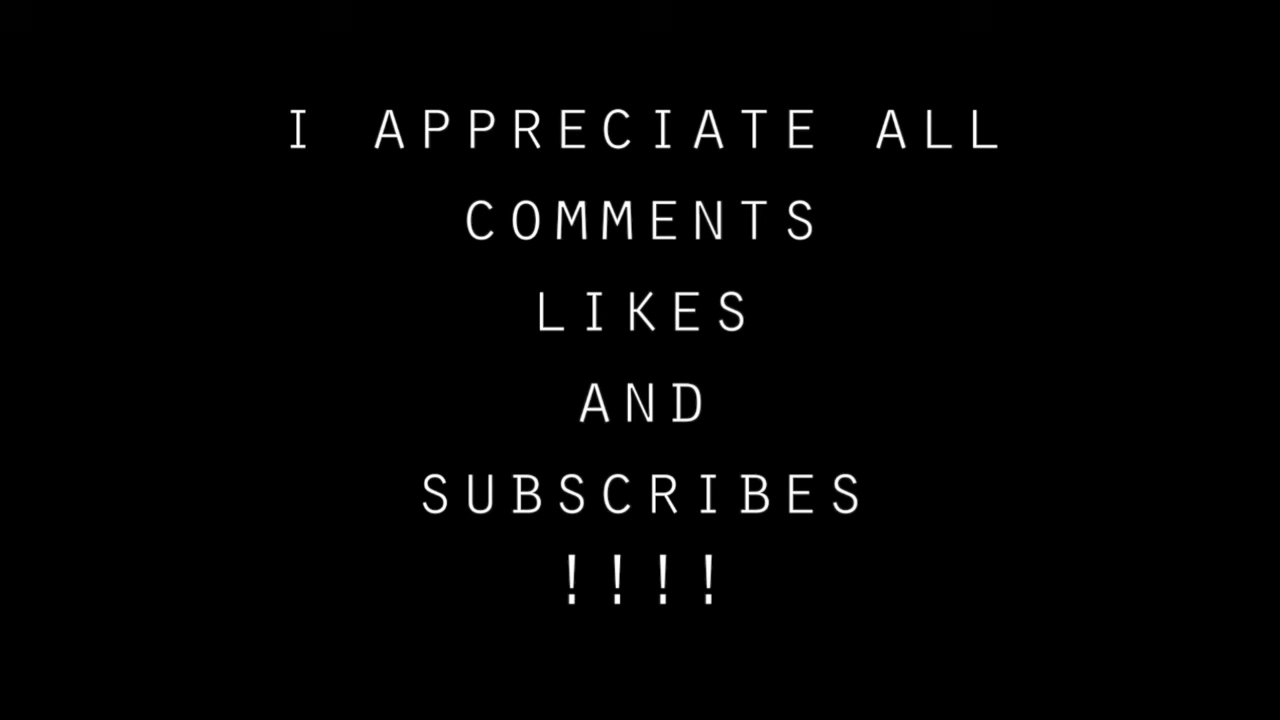 I APPRECIATE ALL
COMMENTS
LIKES
AND
SUBSCRIBES
!!!!